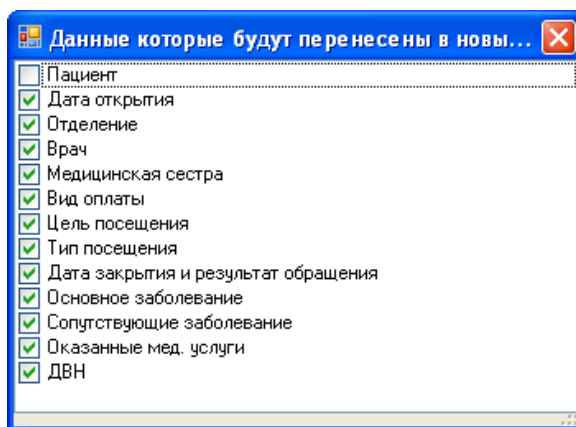 Данные которые будут перенесены в новы...
Пациент
Дата открытия
Отделение
Врач
Медицинская сестра
Вид оплаты
Цель посещения
Тип посещения
Дата закрытия и результат обращения
Основное заболевание
Сопутствующие заболевание
Оказанные мед. услуги
ДВН